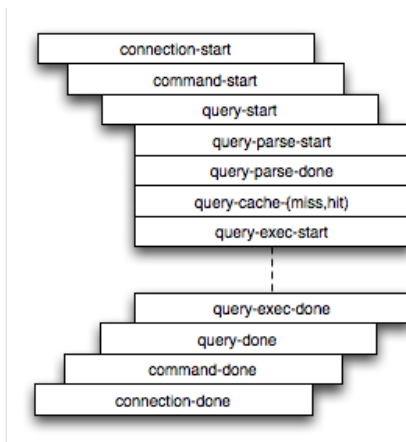 connection-start
command-start
query-start
query-parse-start
query-parse-done
query-cache-(miss,hit)
query-exec-start
query-exec-done
query-done
command-done
connection-done